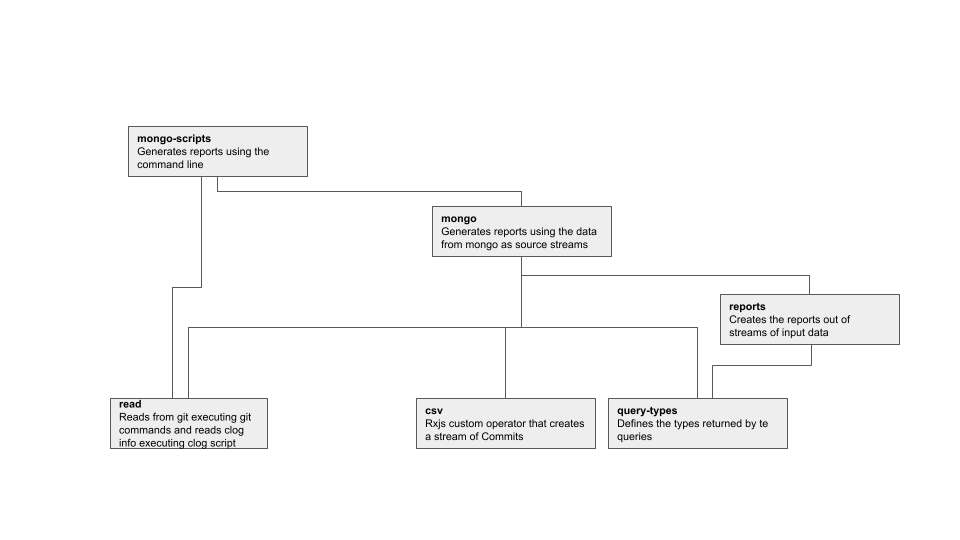 mongo-scripts
Generates reports using the
command line
mongo
Generates reports using the data
from mongo as source streams
reports
Creates the reports out of
streams of input data
read
Reads from git executing git
commands and reads clog
info executing clog script
csv
Rxjs custom operator that creates
a stream of Commits
query-types
Defines the types returned by te
queries